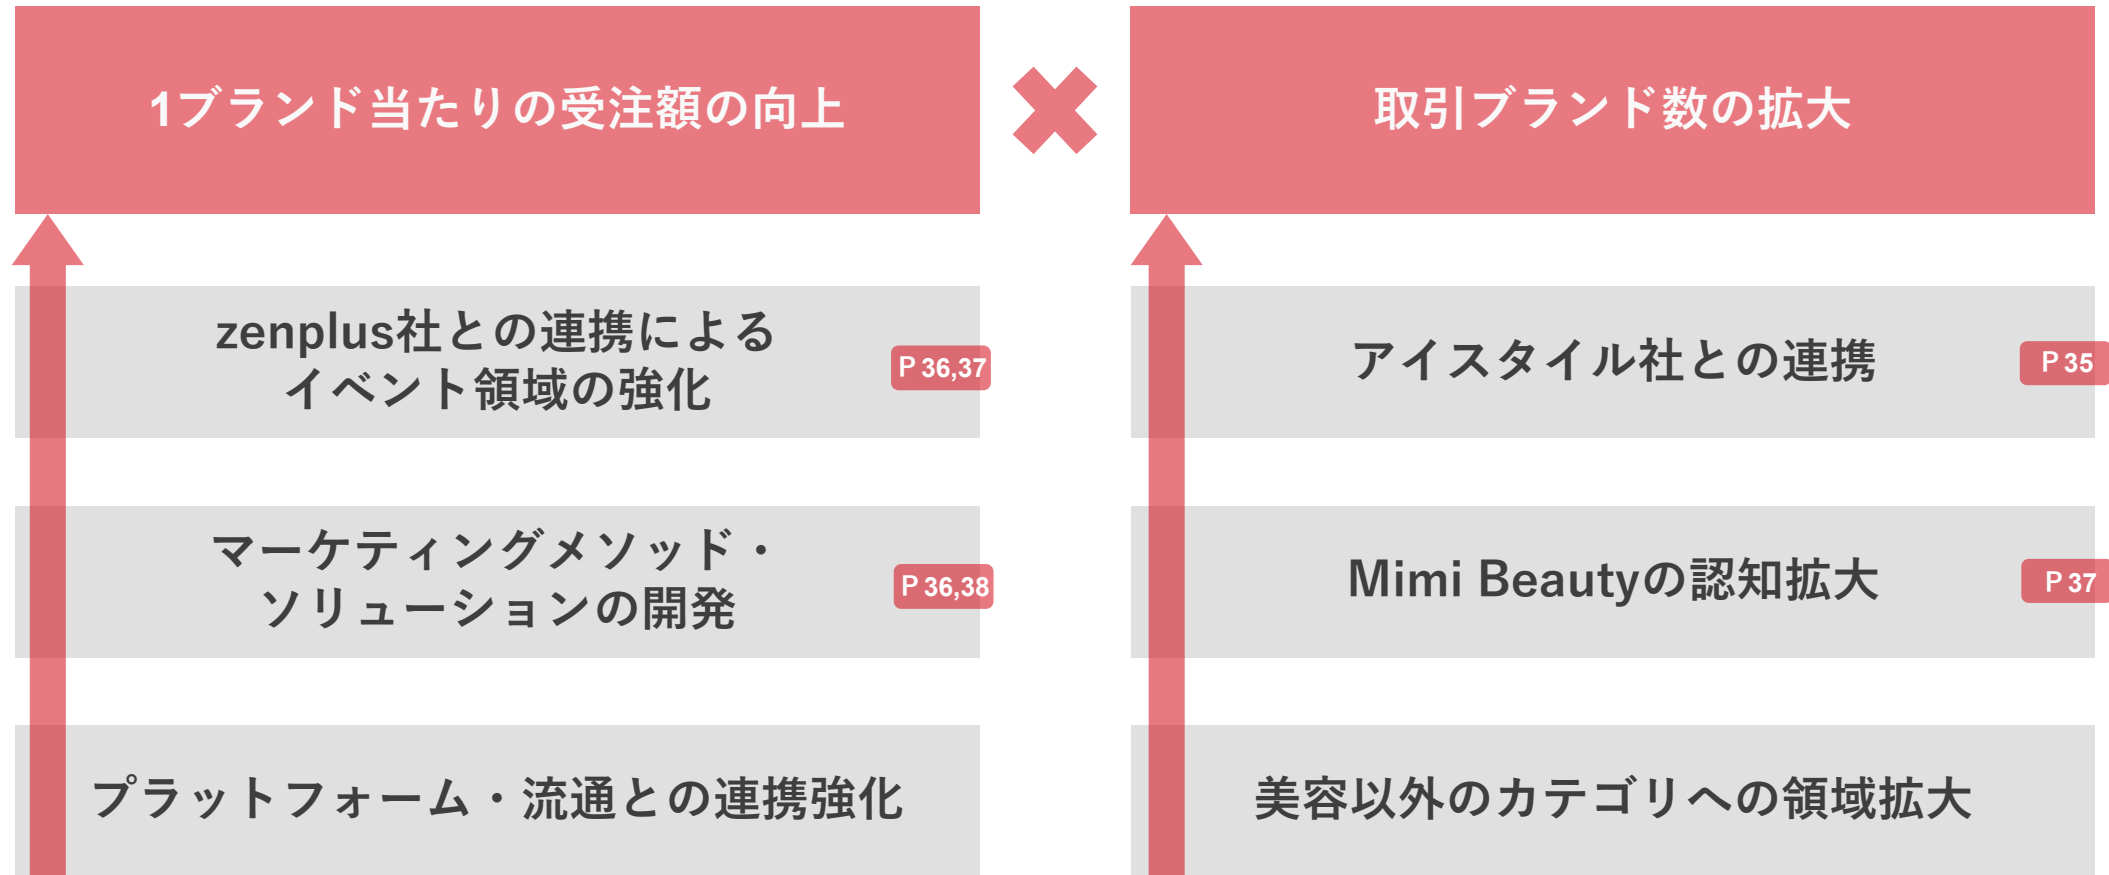 1ブランド当たりの受注額の向上
取引ブランド数の拡大
zenplus社との連携による
イベント領域の強化
P 36,37
アイスタイル社との連携
P 35
マーケティングメソッド・
ソリューションの開発
P 36,38
Mimi Beautyの認知拡大
P 37
プラットフォーム・流通との連携強化
美容以外のカテゴリへの領域拡大